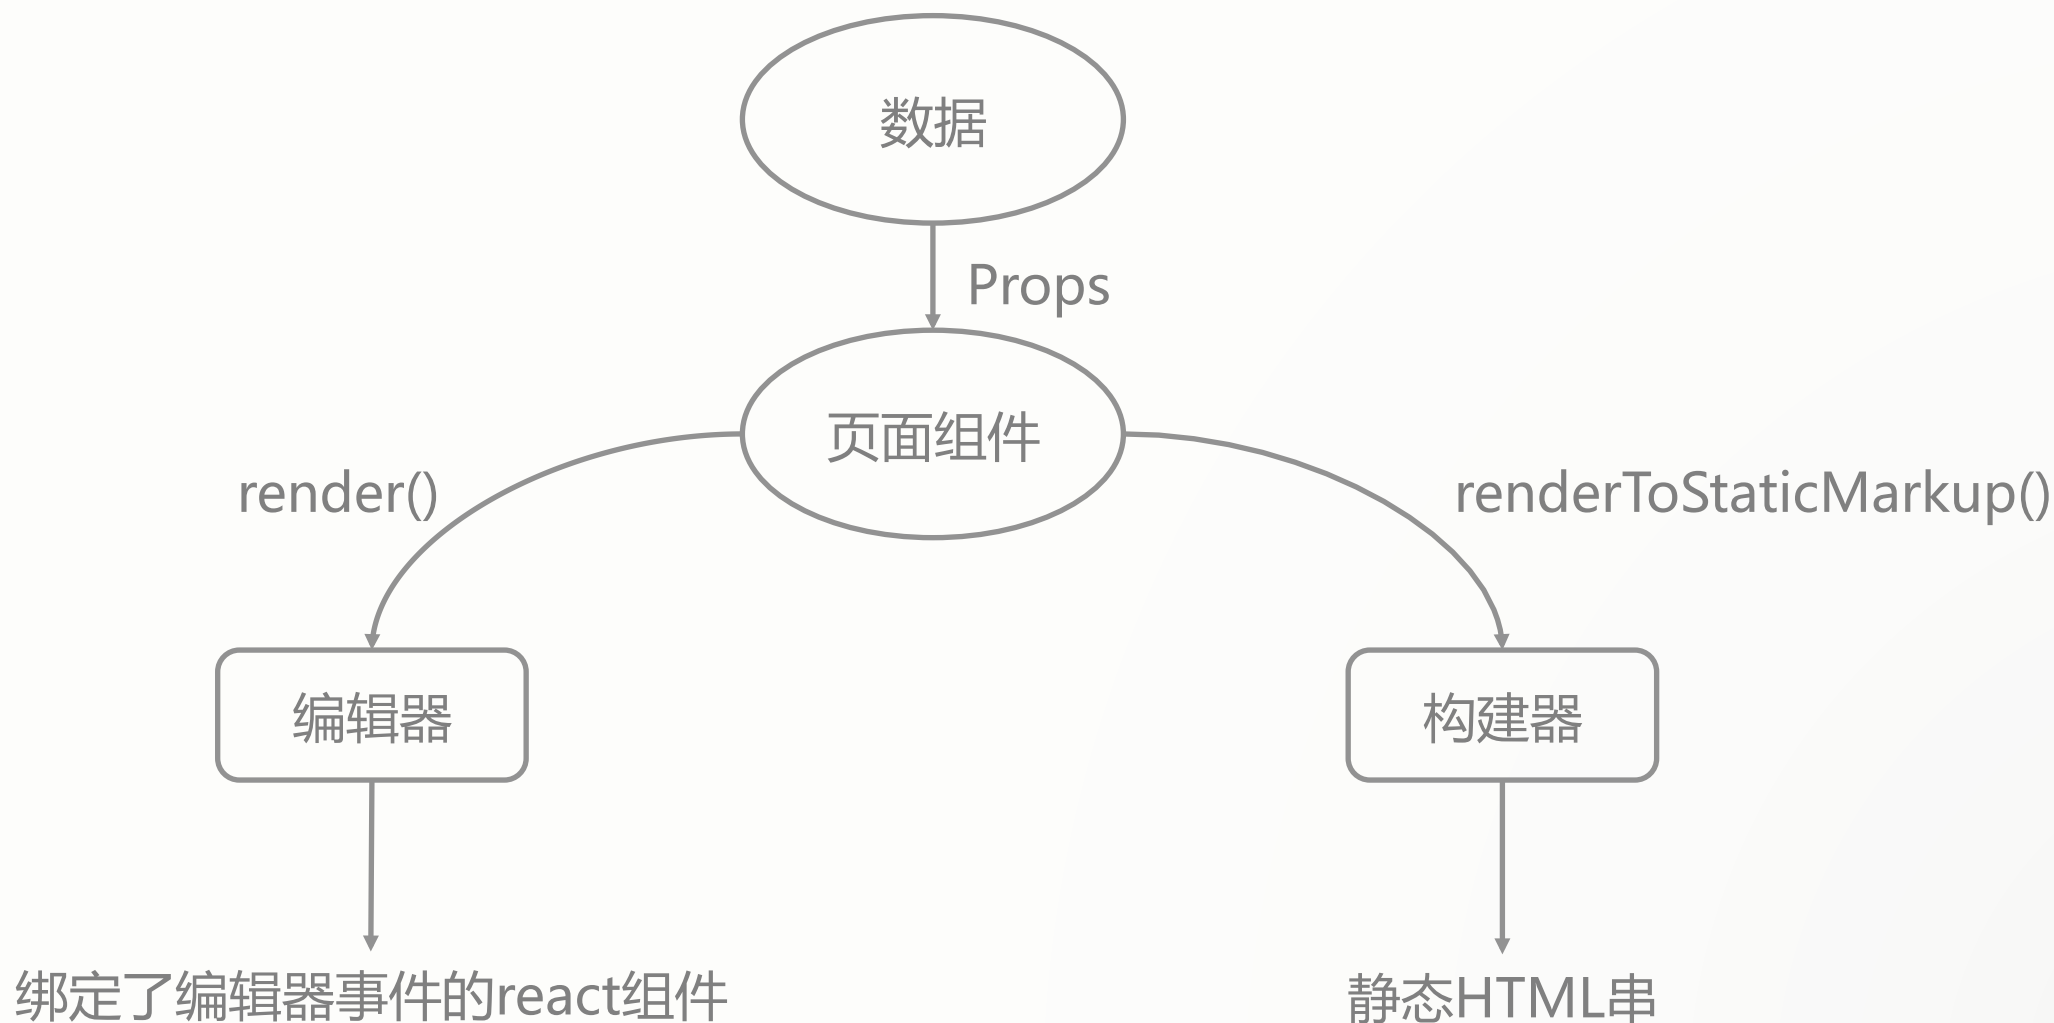 数据
Props
页面组件
render()
renderToStaticMarkup()
编辑器
构建器
绑定了编辑器事件的react组件
静态HTML串